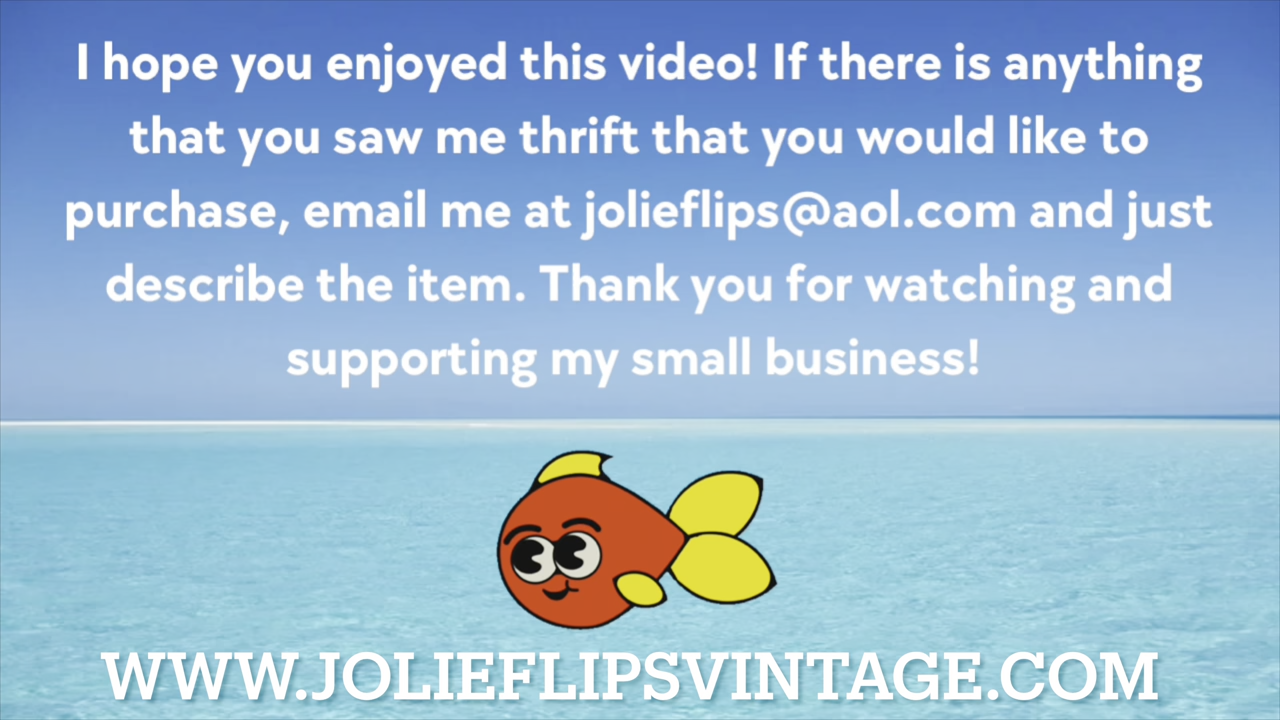 I hope you enjoyed this video! If there is anything
that you saw me thrift that you would like to
purchase, email me at jolieflips@aol.com and just
describe the item. Thank you for watching and
supporting my small business!
WWW.JOLIEFLIPSVINTAGE.COM